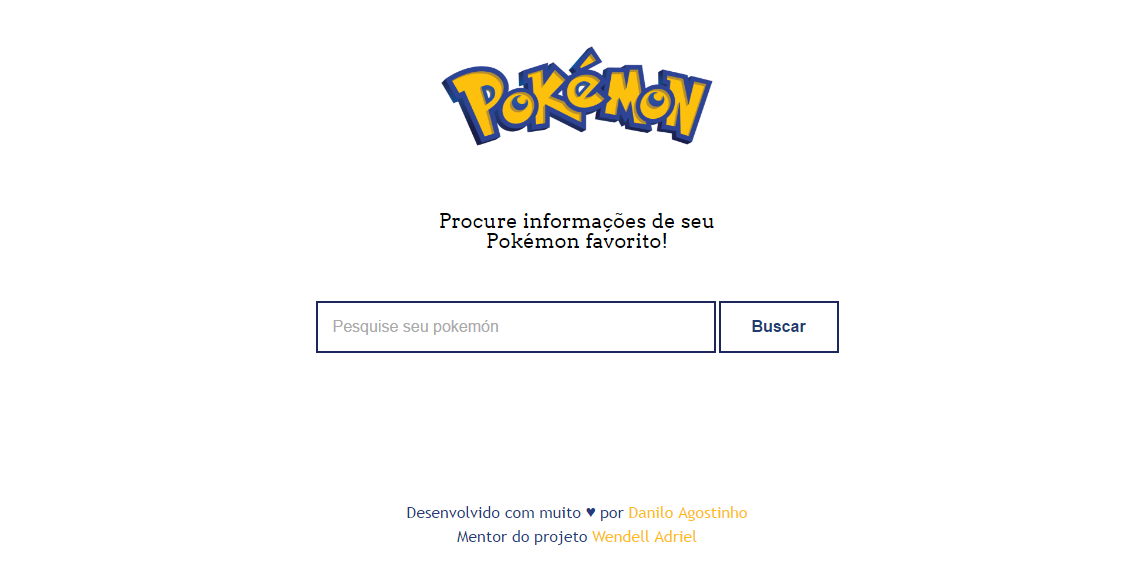 Pokémon
Procure informações de seu
Pokémon favorito!
Pesquise seu pokemón
Buscar
Desenvolvido com muito ♥ por Danilo Agostinho
Mentor do projeto Wendell Adriel